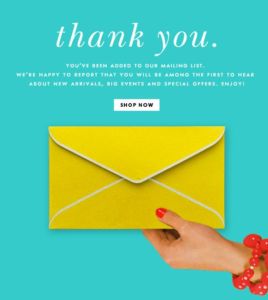 thank you.
YOU'VE BEEN ADDED TO OUR MAILING LIST.
WE'RE HAPPY TO REPORT THAT YOU WILL BE AMONG THE FIRST TO HEAR
ABOUT NEW ARRIVALS, BIG EVENTS AND SPECIAL OFFERS. ENJOY!
SHOP NOW